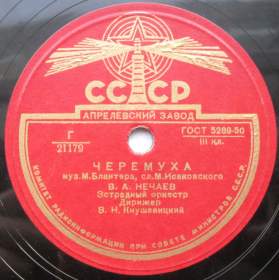 СССР
АПРЕЛЕВСКИЙ ЗАВОД
Г
21179
ГОСТ 5289-50
III кл.
ЧЕРЕМУХА
муз. М. Блантера, сл. М. Исаковского
В. А. НЕЧАЕВ
Эстрадный оркестр
Дирижер
В. Н. Кнушевицкий
КОМИТЕТ РАДИОИНФОРМАЦИИ ПРИ СОВЕТЕ МИНИСТРОВ СССР